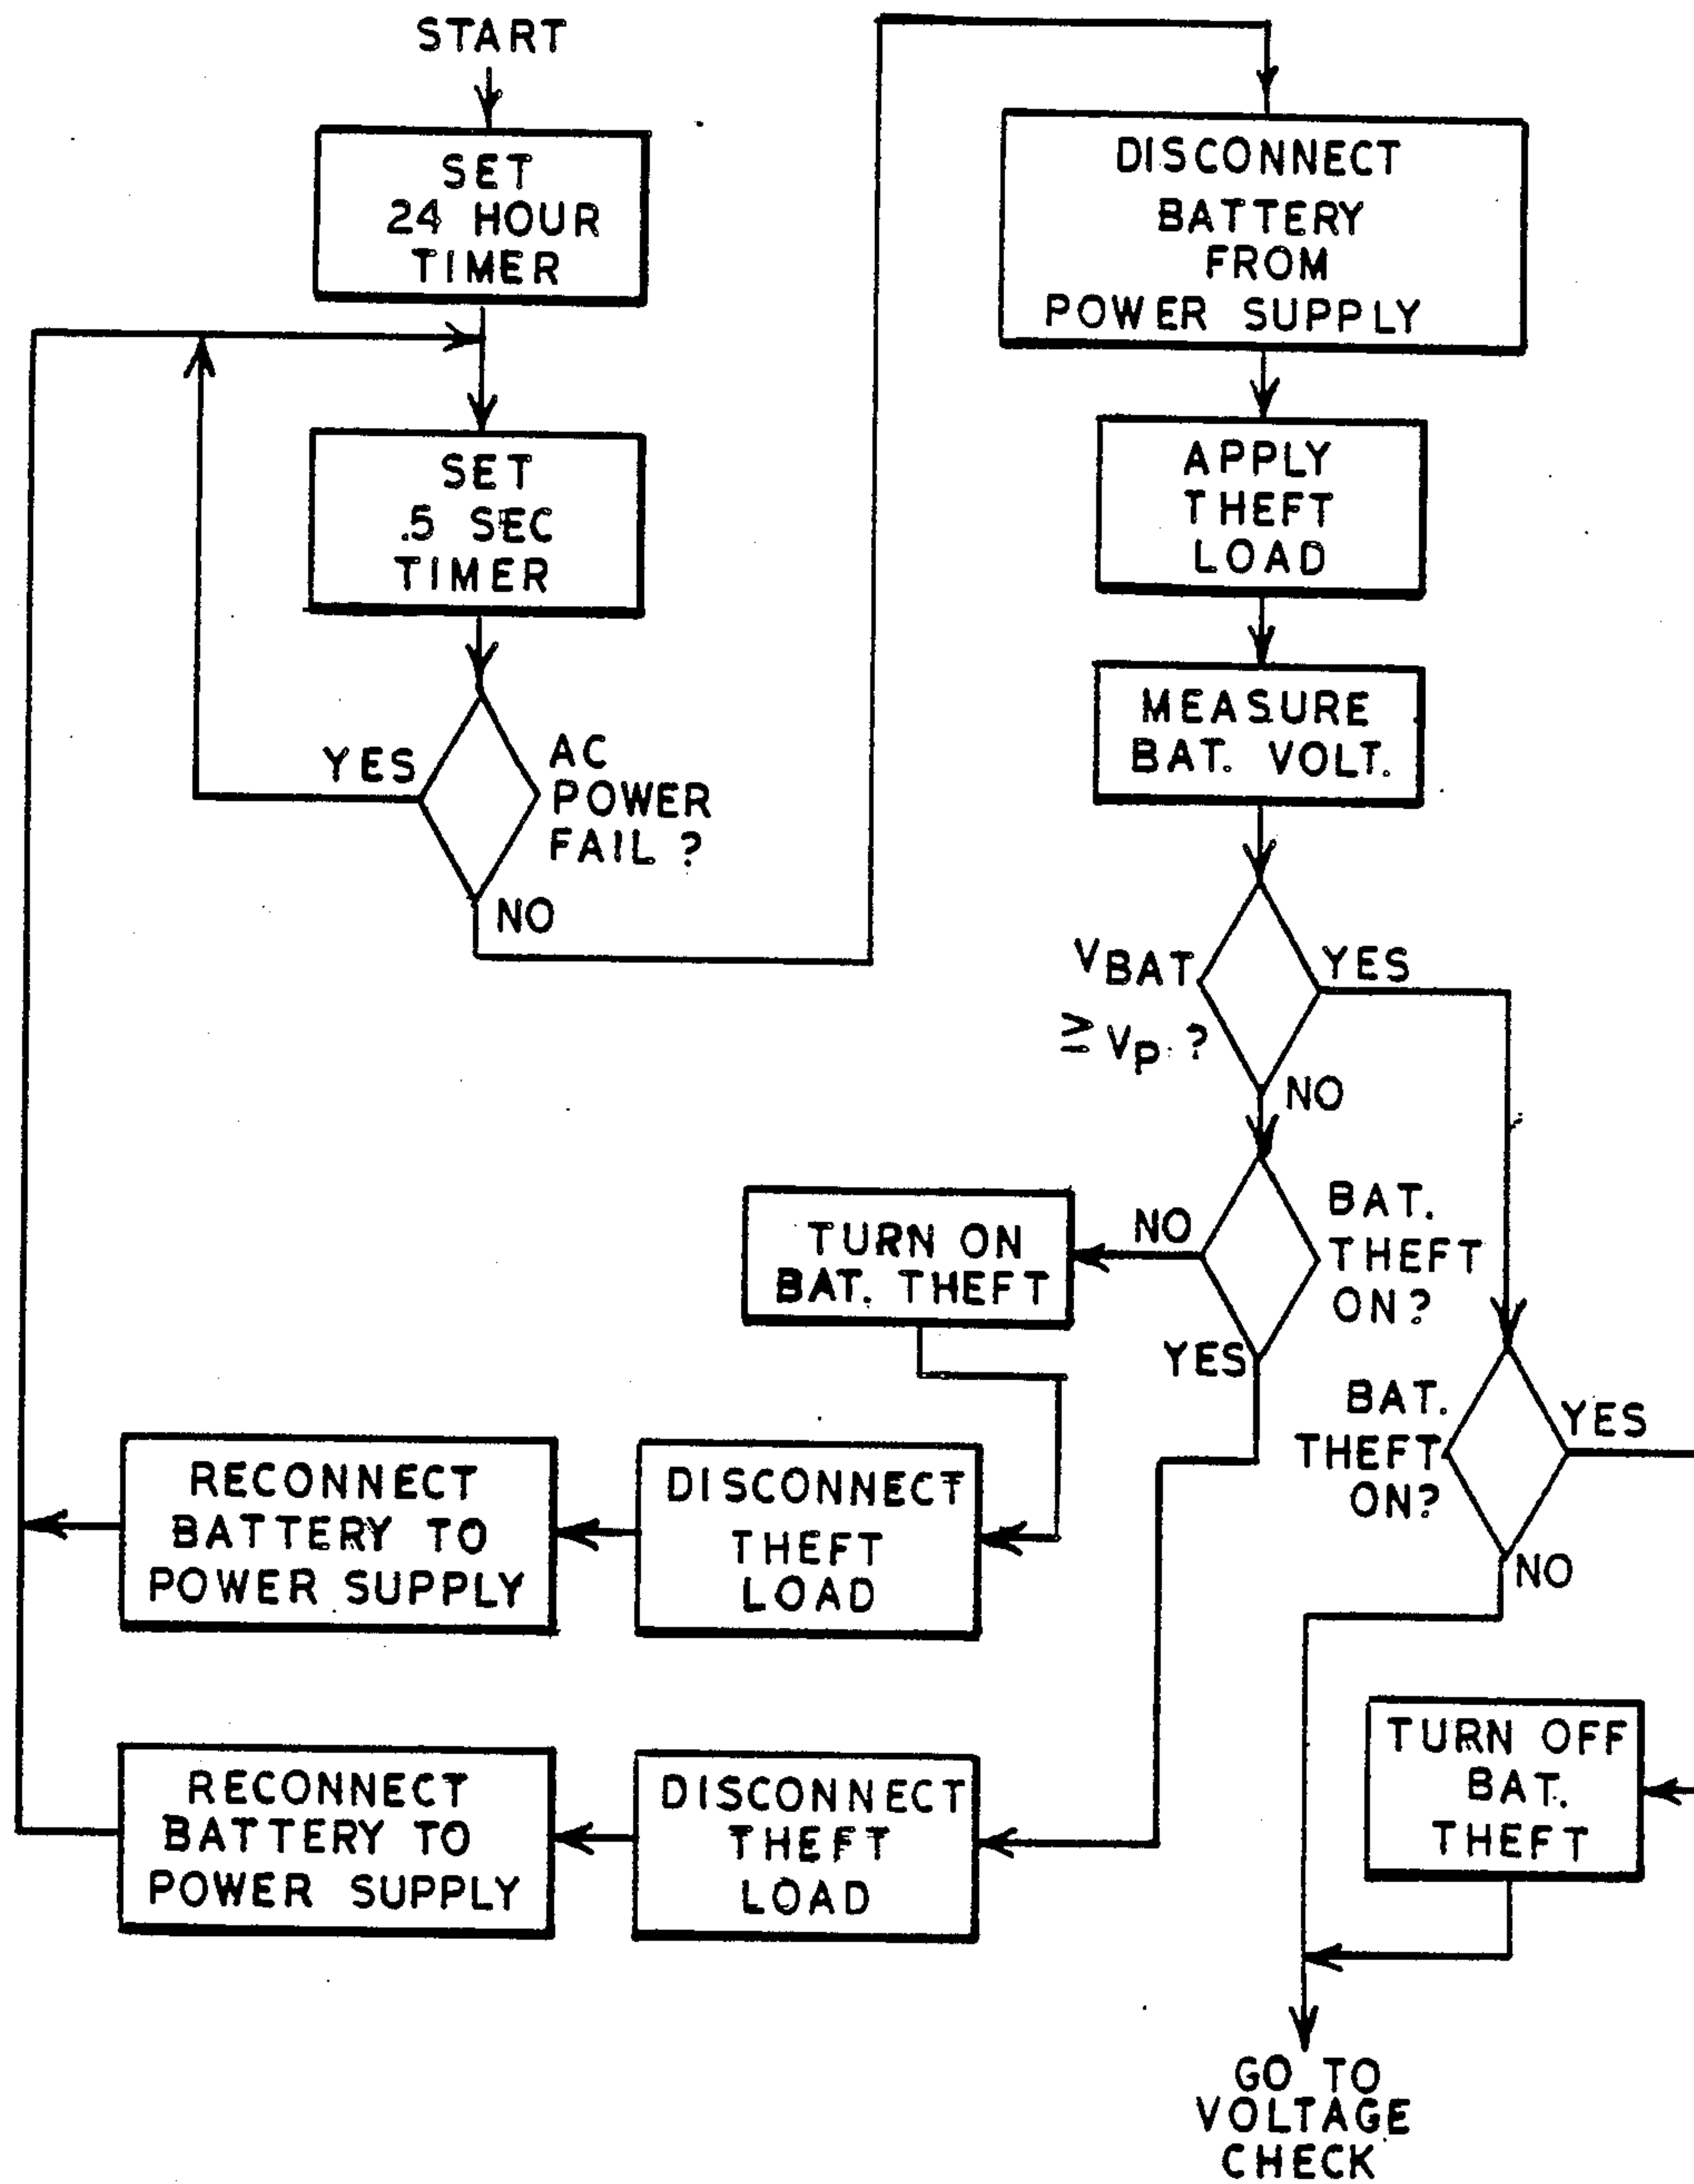 START
SET
24 HOUR
TIMER
SET
.5 SEC
TIMER
YES
AC
POWER
FAIL ?
NO
DISCONNECT
BATTERY
FROM
POWER SUPPLY
APPLY
THEFT
LOAD
MEASURE
BAT. VOLT.
VBAT
≥ VP ?
YES
NO
BAT.
THEFT
ON?
NO
YES
TURN ON
BAT. THEFT
BAT.
THEFT
ON?
YES
NO
RECONNECT
BATTERY TO
POWER SUPPLY
DISCONNECT
THEFT
LOAD
RECONNECT
BATTERY TO
POWER SUPPLY
DISCONNECT
THEFT
LOAD
TURN OFF
BAT.
THEFT
GO TO
VOLTAGE
CHECK